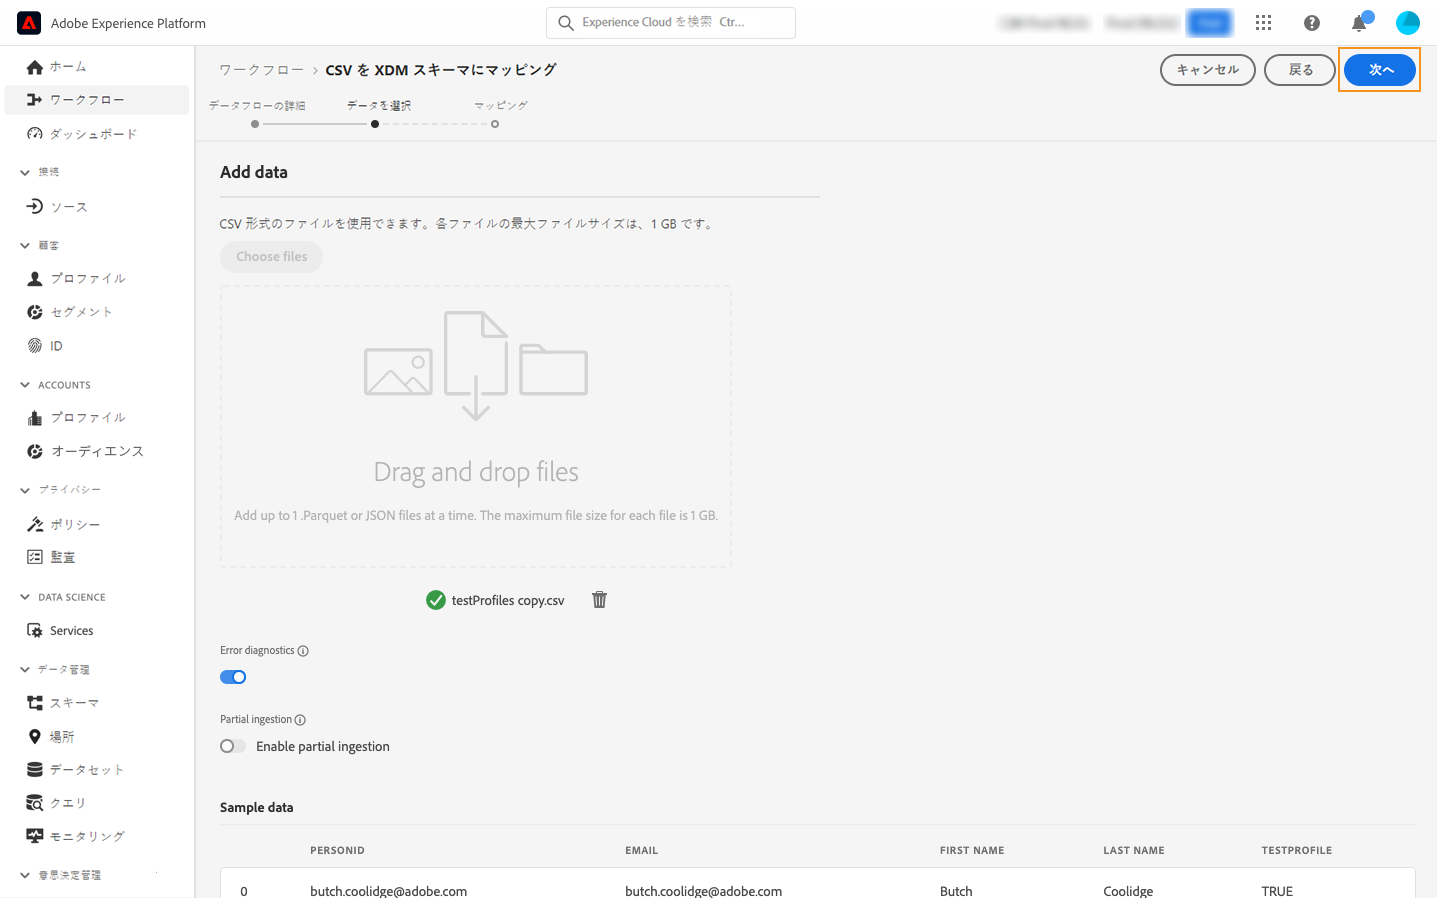 Adobe Experience Platform
Experience Cloud を検索 Ctr...
ホーム
ワークフロー
ダッシュボード
接続
ソース
顧客
プロファイル
セグメント
ID
ACCOUNTS
プロファイル
オーディエンス
プライバシー
ポリシー
監査
DATA SCIENCE
Services
データ管理
スキーマ
場所
データセット
クエリ
モニタリング
意思決定管理
ワークフロー > CSV を XDM スキーマにマッピング
キャンセル
戻る
次へ
データフローの詳細
データを選択
マッピング
Add data
CSV 形式のファイルを使用できます。各ファイルの最大ファイルサイズは、1 GB です。
Choose files
Drag and drop files
Add up to 1 .Parquet or JSON files at a time. The maximum file size for each file is 1 GB.
testProfiles copy.csv
Error diagnostics
Partial ingestion
Enable partial ingestion
Sample data
PERSONID EMAIL FIRST NAME LAST NAME TESTPROFILE
0 butch.coolidge@adobe.com butch.coolidge@adobe.com Butch Coolidge TRUE